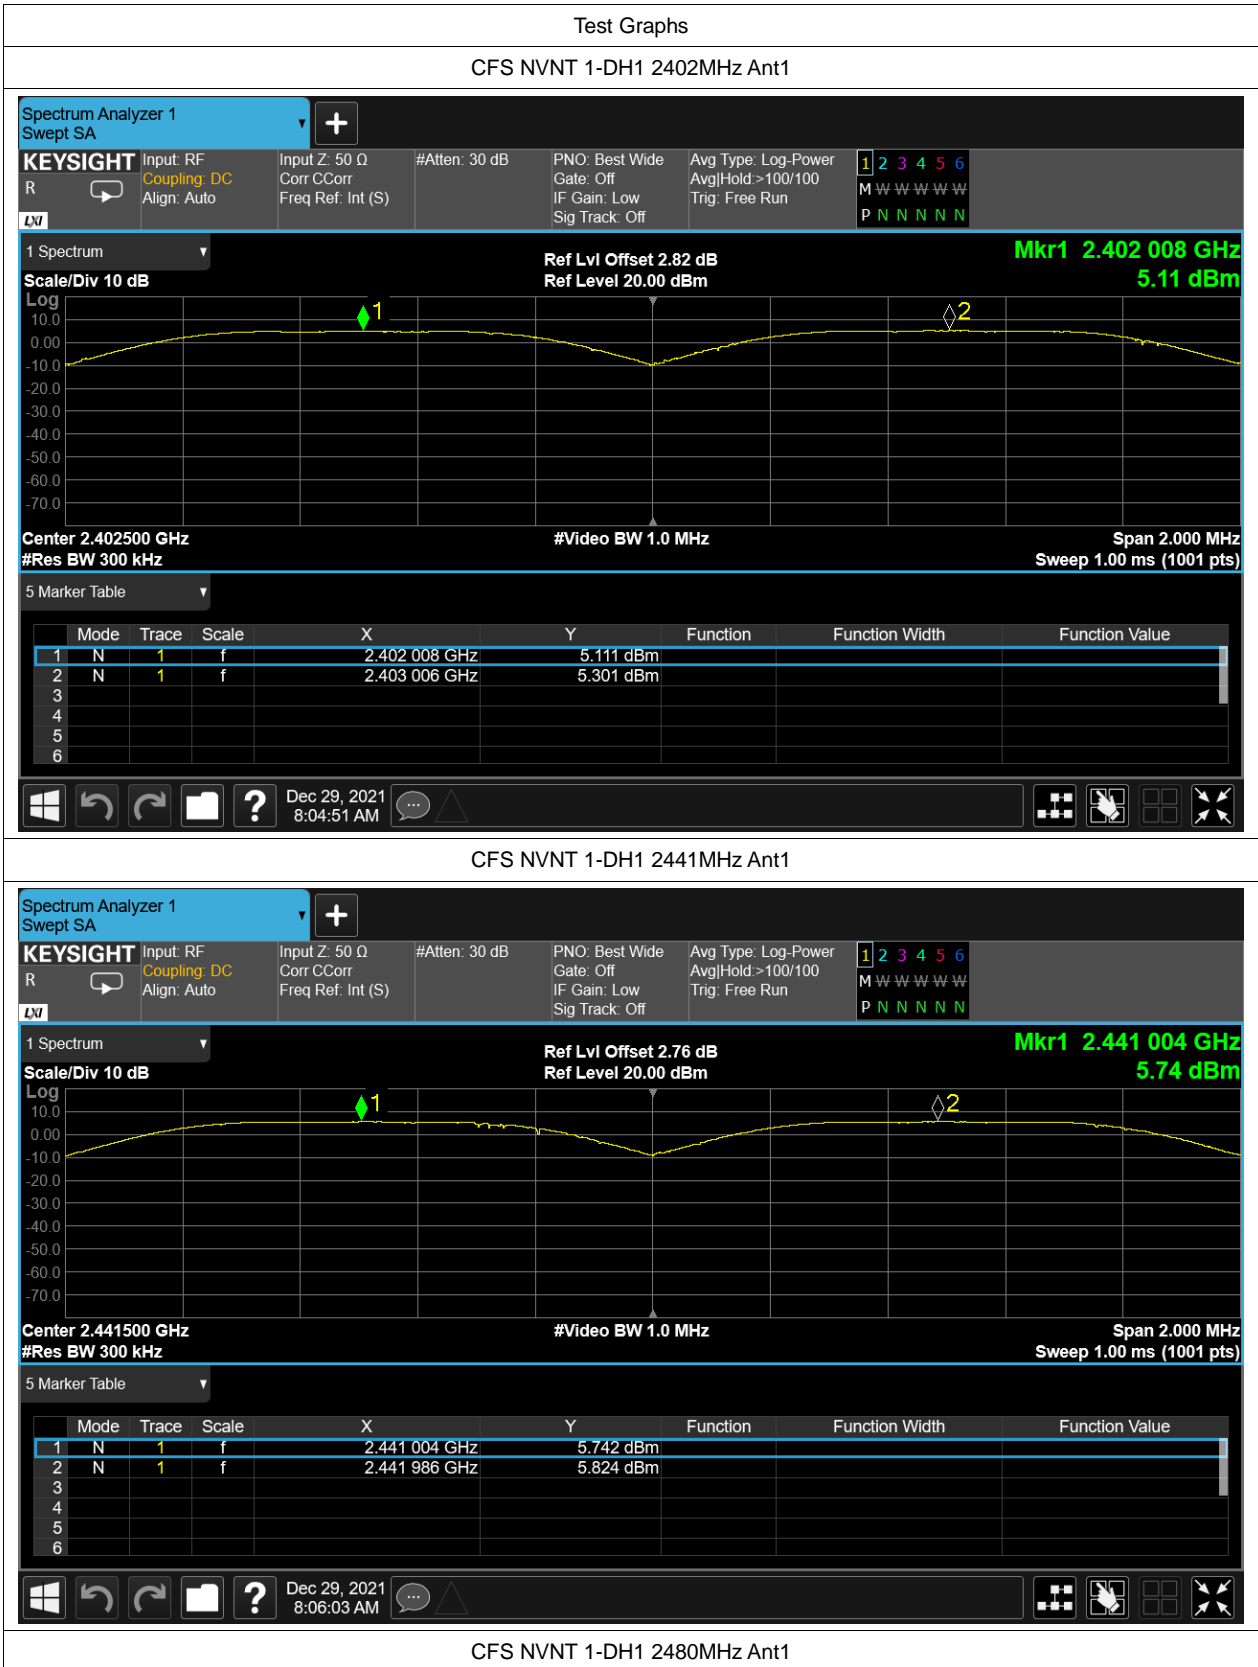 Test Graphs
CFS NVNT 1-DH1 2402MHz Ant1
Spectrum Analyzer 1
Swept SA
KEYSIGHT Input: RF Input Z: 50 Ω #Atten: 30 dB PNO: Best Wide Avg Type: Log-Power 1 2 3 4 5 6
R Coupling: DC Corr CCorr Gate: Off Avg|Hold:>100/100 M W W W W W
Align: Auto Freq Ref: Int (S) IF Gain: Low Trig: Free Run
LXI Sig Track: Off P N N N N N
1 Spectrum Ref Lvl Offset 2.82 dB Mkr1 2.402 008 GHz
Scale/Div 10 dB Ref Level 20.00 dBm 5.11 dBm
Log
1 2
10.0
0.00
-10.0
-20.0
-30.0
-40.0
-50.0
-60.0
-70.0
Center 2.402500 GHz #Video BW 1.0 MHz Span 2.000 MHz
#Res BW 300 kHz Sweep 1.00 ms (1001 pts)
5 Marker Table
Mode Trace Scale X Y Function Function Width Function Value
1 N 1 f 2.402 008 GHz 5.111 dBm
2 N 1 f 2.403 006 GHz 5.301 dBm
3
4
5
6
? Dec 29, 2021
8:04:51 AM
CFS NVNT 1-DH1 2441MHz Ant1
Spectrum Analyzer 1
Swept SA
KEYSIGHT Input: RF Input Z: 50 Ω #Atten: 30 dB PNO: Best Wide Avg Type: Log-Power 1 2 3 4 5 6
R Coupling: DC Corr CCorr Gate: Off Avg|Hold:>100/100 M W W W W W
Align: Auto Freq Ref: Int (S) IF Gain: Low Trig: Free Run
LXI Sig Track: Off P N N N N N
1 Spectrum Ref Lvl Offset 2.76 dB Mkr1 2.441 004 GHz
Scale/Div 10 dB Ref Level 20.00 dBm 5.74 dBm
Log
1 2
10.0
0.00
-10.0
-20.0
-30.0
-40.0
-50.0
-60.0
-70.0
Center 2.441500 GHz #Video BW 1.0 MHz Span 2.000 MHz
#Res BW 300 kHz Sweep 1.00 ms (1001 pts)
5 Marker Table
Mode Trace Scale X Y Function Function Width Function Value
1 N 1 f 2.441 004 GHz 5.742 dBm
2 N 1 f 2.441 986 GHz 5.824 dBm
3
4
5
6
? Dec 29, 2021
8:06:03 AM
CFS NVNT 1-DH1 2480MHz Ant1